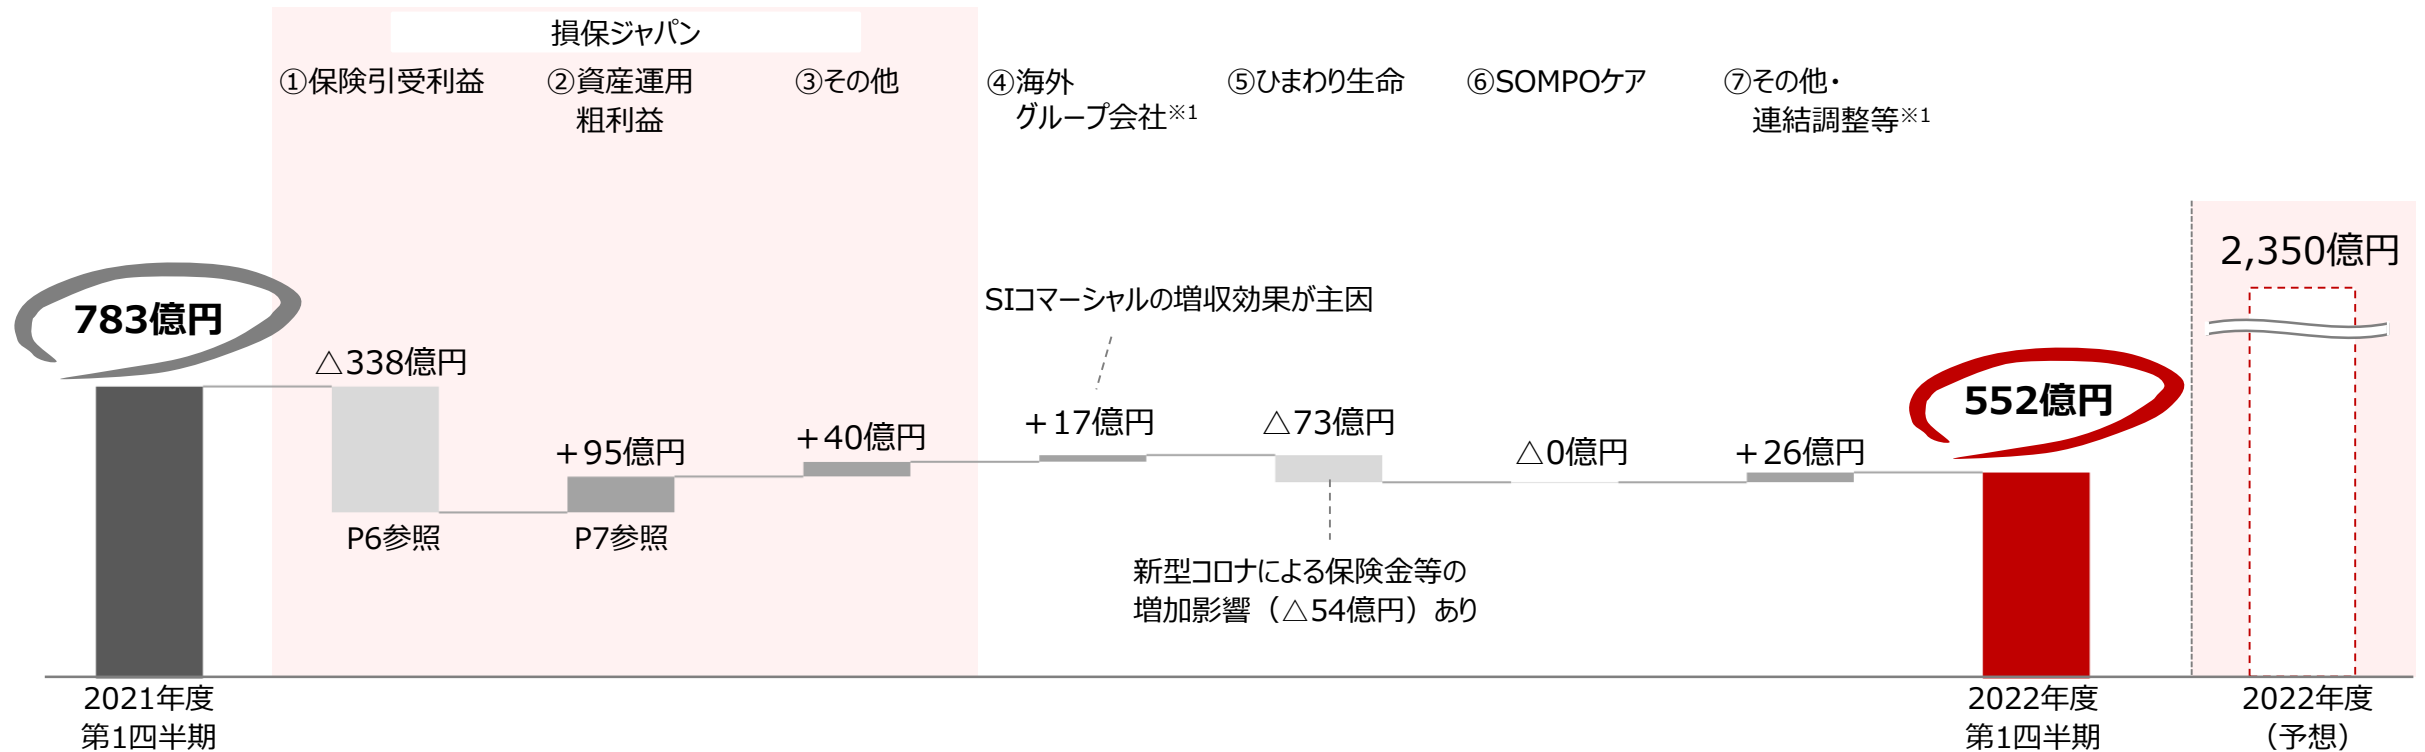 損保ジャパン
①保険引受利益
②資産運用
粗利益
③その他
④海外
グループ会社※1
⑤ひまわり生命
⑥SOMPOケア
⑦その他・
連結調整等※1
2,350億円
SIコマーシャルの増収効果が主因
783億円
△338億円
552億円
+17億円
△73億円
+40億円
+95億円
△0億円
+26億円
P6参照
P7参照
新型コロナによる保険金等の
増加影響（△54億円）あり
2021年度
第1四半期
2022年度
第1四半期
2022年度
（予想）